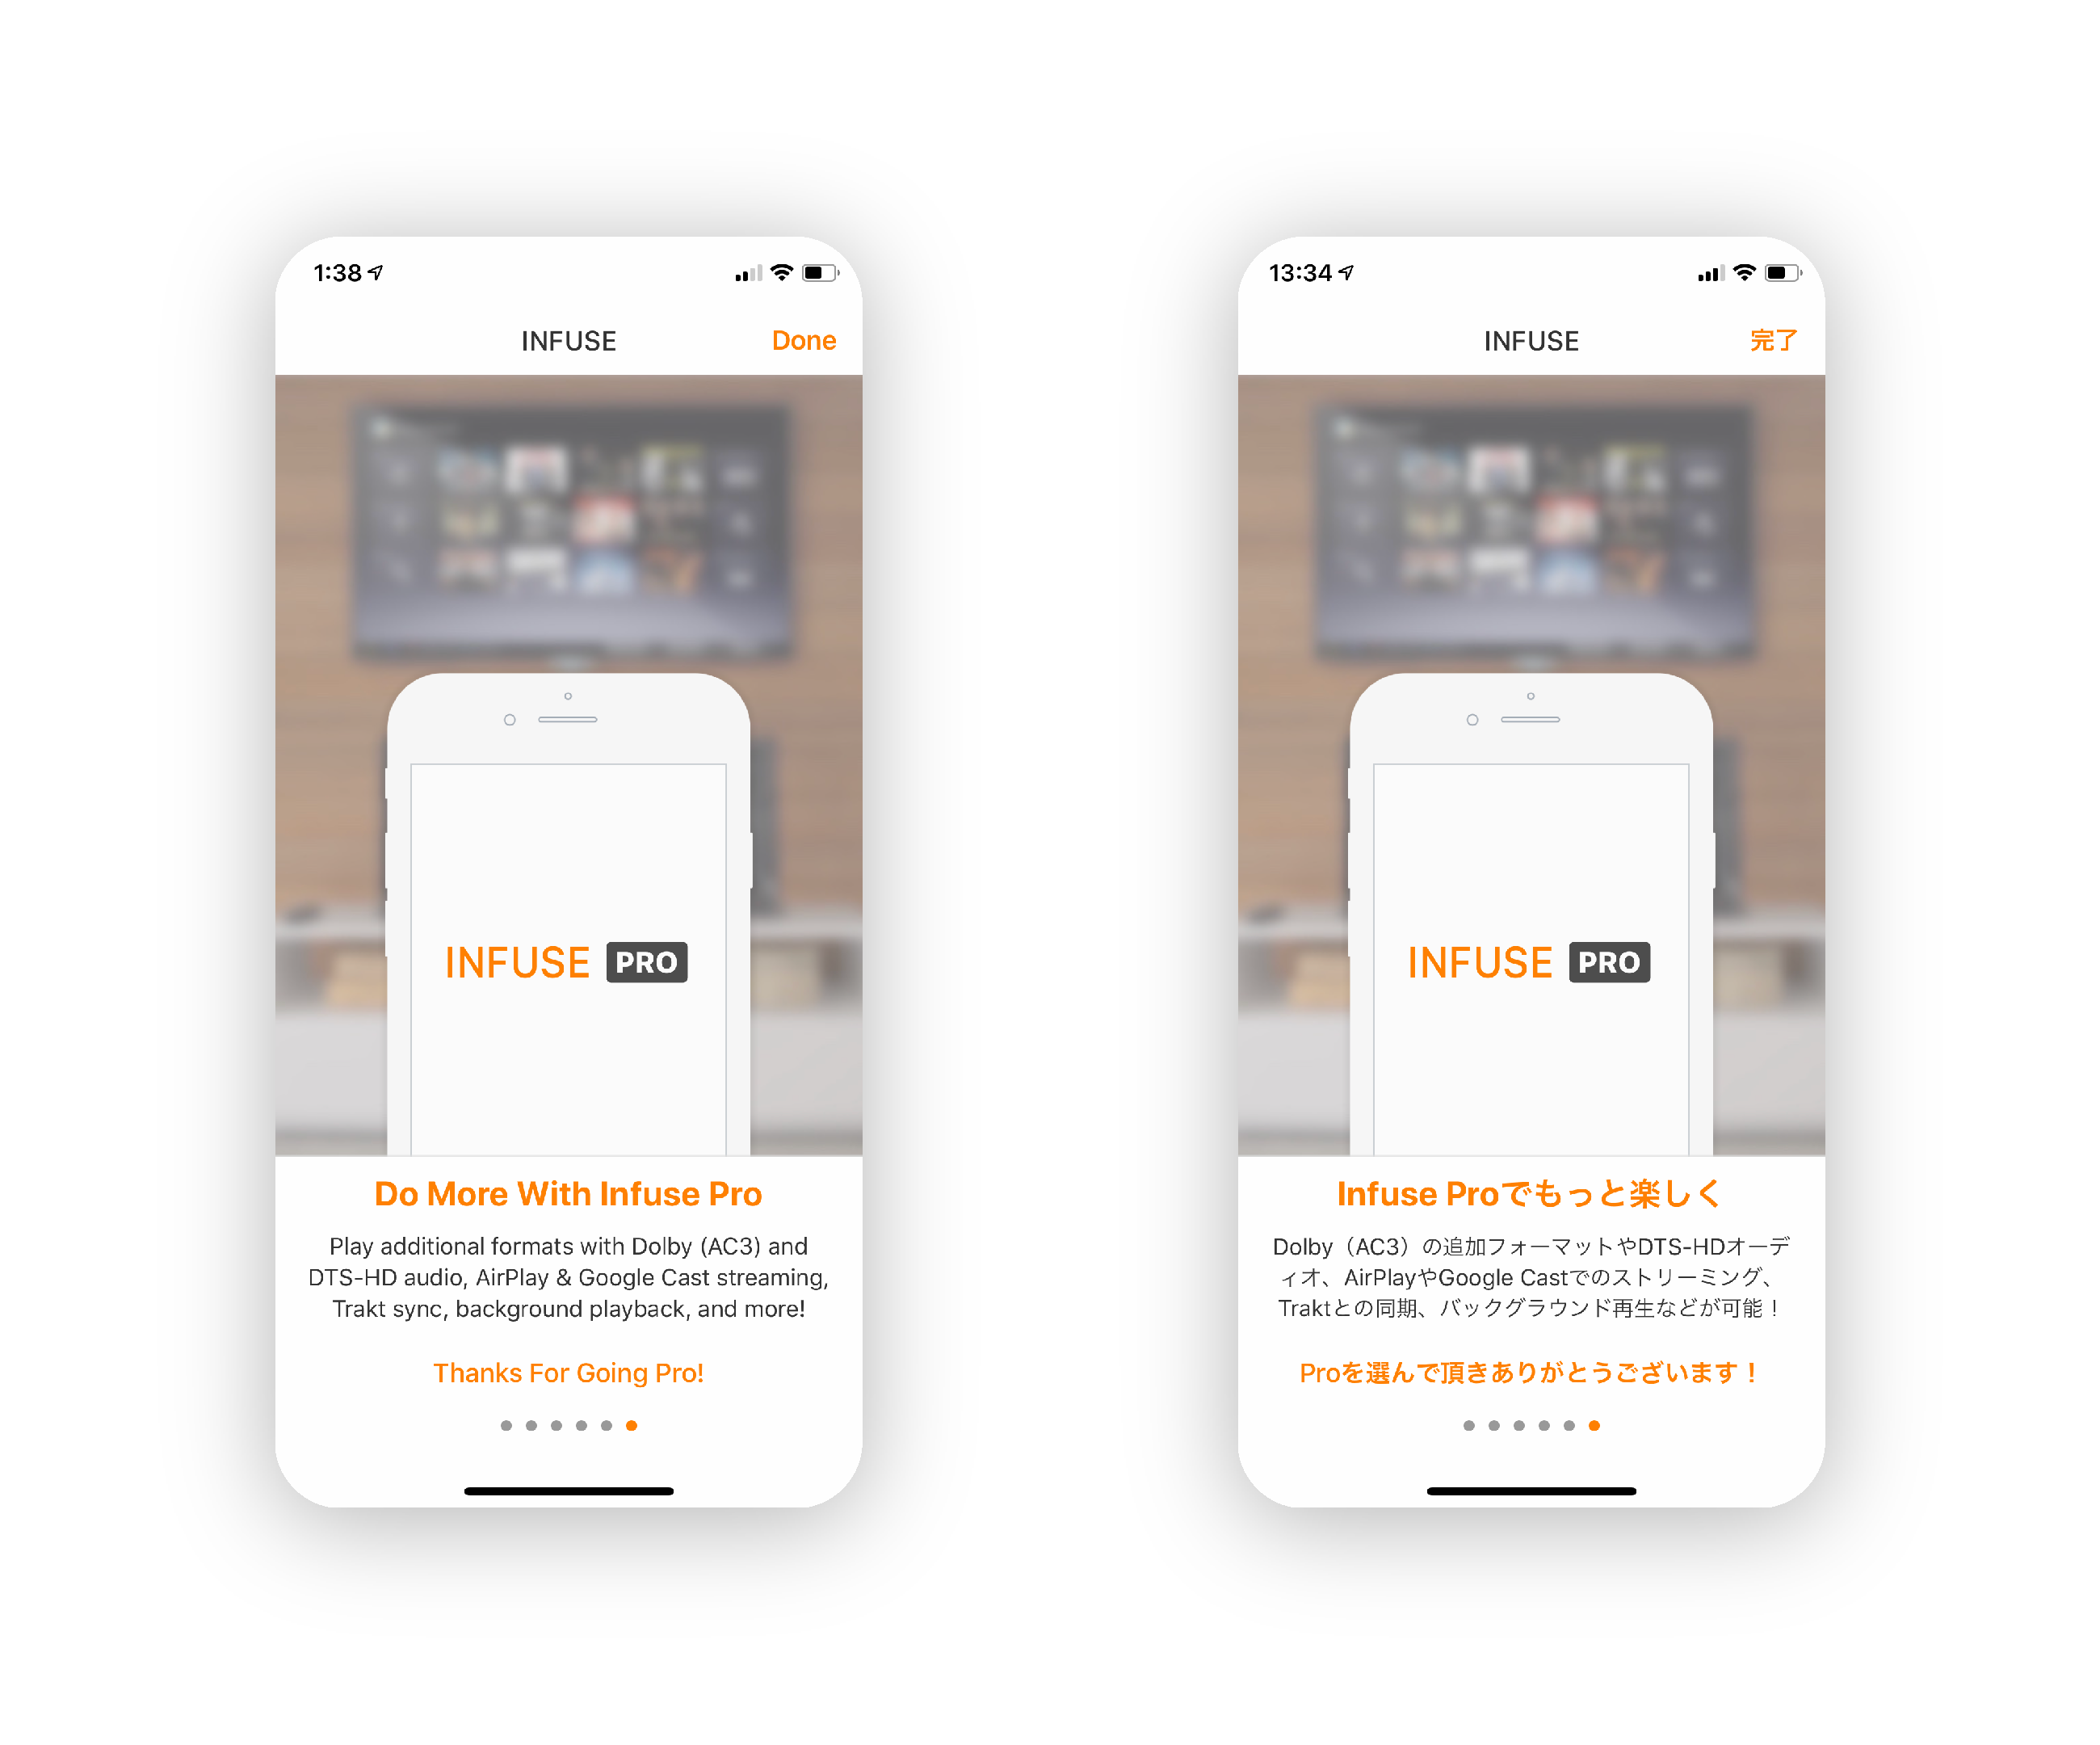 1:38
INFUSE
Done
INFUSE PRO
Do More With Infuse Pro
Play additional formats with Dolby (AC3) and
DTS-HD audio, AirPlay & Google Cast streaming,
Trakt sync, background playback, and more!
Thanks For Going Pro!
13:34
INFUSE
完了
INFUSE PRO
Infuse Proでもっと楽しく
Dolby（AC3）の追加フォーマットやDTS-HDオーデ
ィオ、AirPlayやGoogle Castでのストリーミング、
Traktとの同期、バックグラウンド再生などが可能！
Proを選んで頂きありがとうございます！